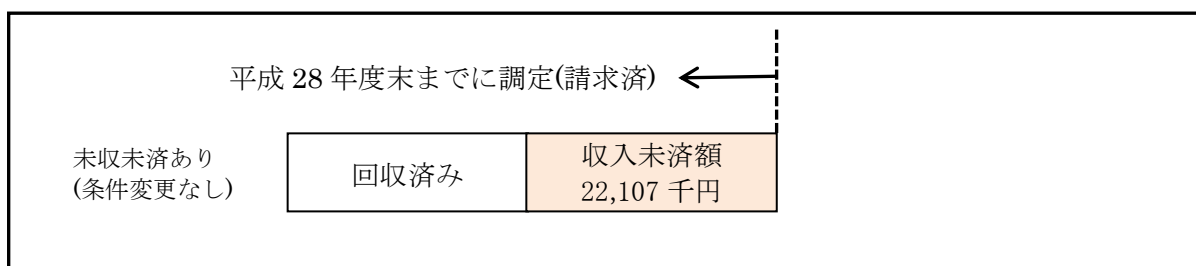 平成 28 年度末までに調定(請求済)
未収未済あり
(条件変更なし)
回収済み
収入未済額
22,107 千円